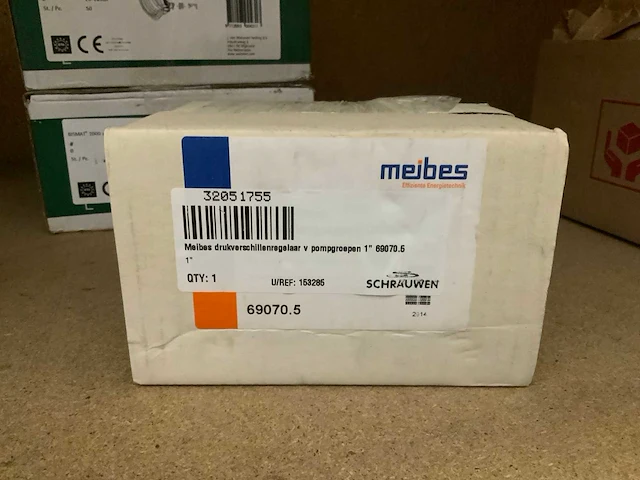 meibes
Effiziente Energietechnik
32051755
Meibes drukverschillenregelaar v pompgroepen 1" 69070.5
1"
QTY: 1
U/REF: 153285
SCHRAUWEN
69070.5
2014